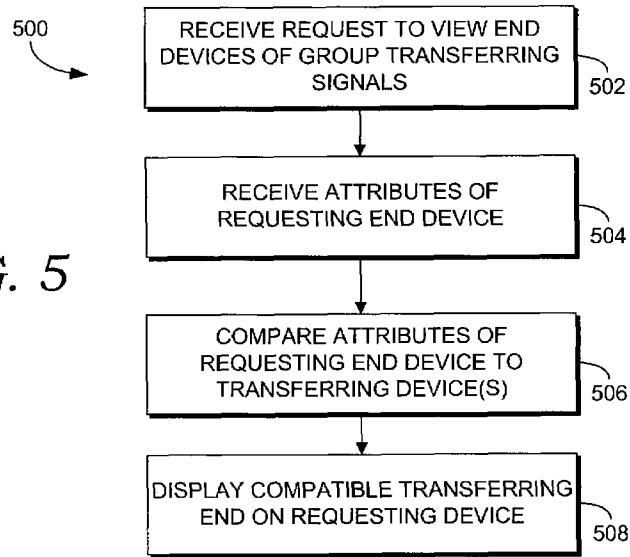 500
RECEIVE REQUEST TO VIEW END
DEVICES OF GROUP TRANSFERRING
SIGNALS
502
RECEIVE ATTRIBUTES OF
REQUESTING END DEVICE
504
G. 5
COMPARE ATTRIBUTES OF
REQUESTING END DEVICE TO
TRANSFERRING DEVICE(S)
506
DISPLAY COMPATIBLE TRANSFERRING
END ON REQUESTING DEVICE
508